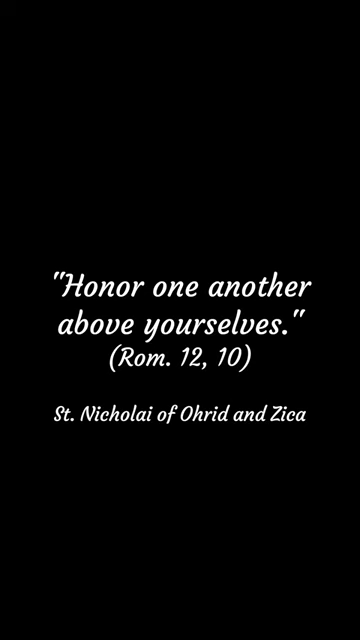 "Honor one another
above yourselves."
(Rom. 12, 10)
St. Nicholai of Ohrid and Zica